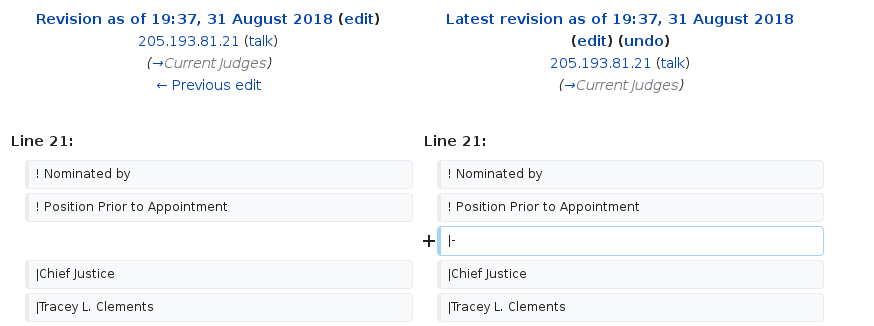 Revision as of 19:37, 31 August 2018 (edit)
205.193.81.21 (talk)
(→Current Judges)
← Previous edit
Latest revision as of 19:37, 31 August 2018
(edit) (undo)
205.193.81.21 (talk)
(→Current Judges)
Line 21:
Line 21:
! Nominated by
! Nominated by
! Position Prior to Appointment
! Position Prior to Appointment
+ |-
|Chief Justice
|Chief Justice
|Tracey L. Clements
|Tracey L. Clements